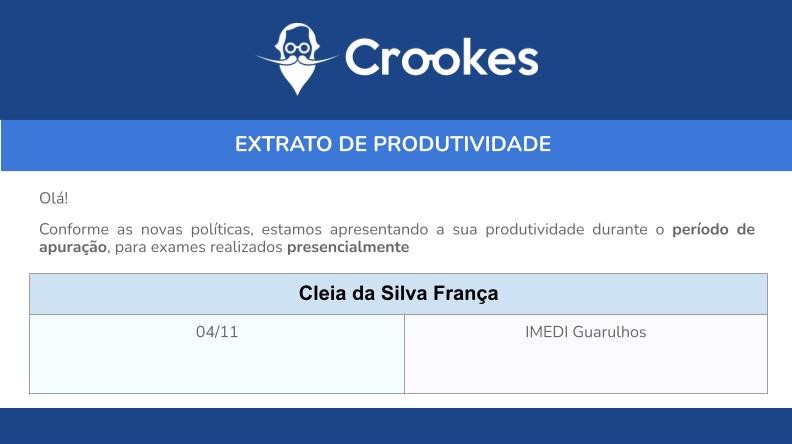 Crookes
EXTRATO DE PRODUTIVIDADE
Olá!
Conforme as novas políticas, estamos apresentando a sua produtividade durante o período de
apuração, para exames realizados presencialmente
Cleia da Silva França
04/11
IMEDI Guarulhos